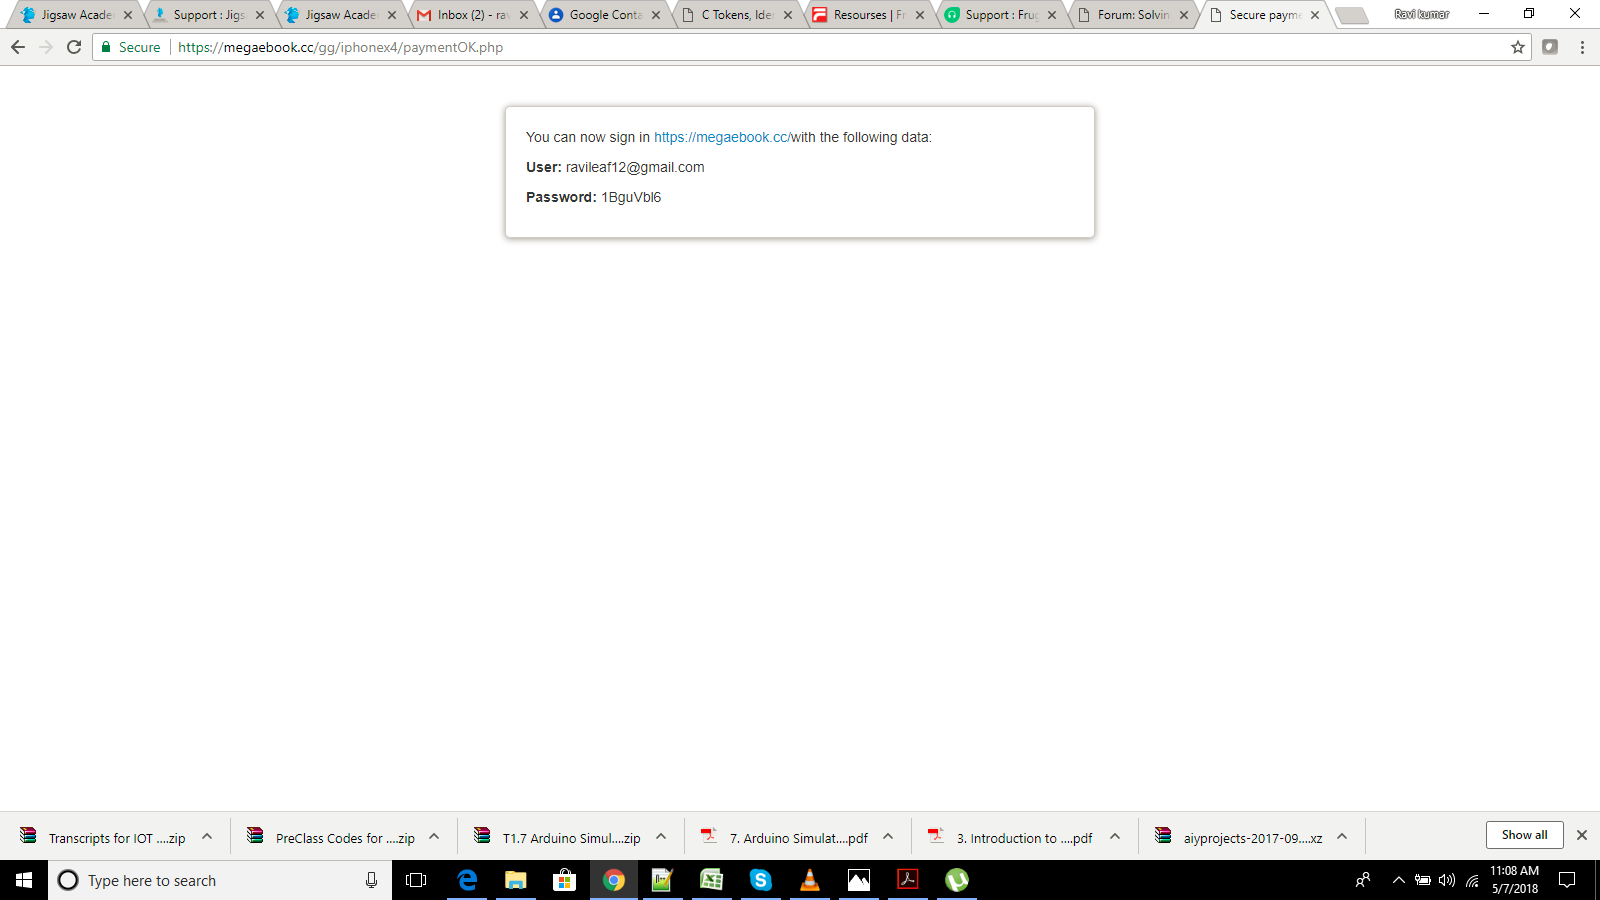 Jigsaw Acade
Support : Jigs
Jigsaw Acade
Inbox (2) - ra
Google Conta
C Tokens, Ide
Resourses | Fr
Support : Frug
Forum: Solvin
Secure payme
Ravi kumar
Secure
https://megaebook.cc/gg/iphonex4/paymentOK.php
You can now sign in https://megaebook.cc/with the following data:
User: ravileaf12@gmail.com
Password: 1BguVbl6
Transcripts for IOT ....zip
PreClass Codes for ....zip
T1.7 Arduino Simul....zip
7. Arduino Simulat....pdf
3. Introduction to ....pdf
aiyprojects-2017-09....xz
Show all
Type here to search
11:08 AM
5/7/2018